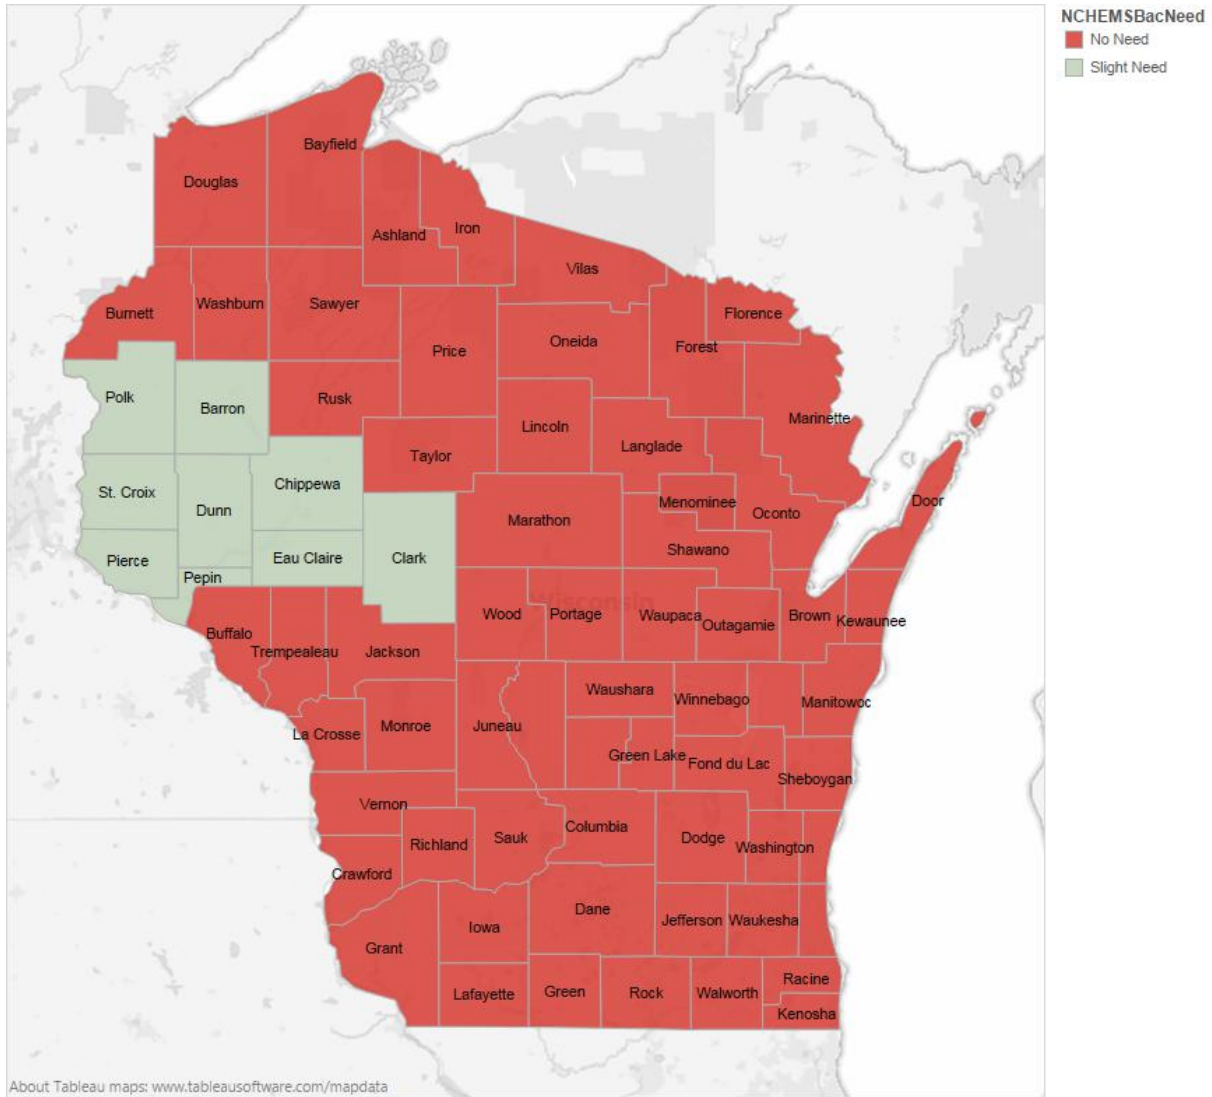 NCHEMSBacNeed
No Need
Slight Need
Bayfield
Douglas
Ashland
Iron
Vilas
Burnett
Washburn
Sawyer
Florence
Price
Oneida
Forest
Polk
Barron
Rusk
Lincoln
Marinette
Taylor
Langlade
St. Croix
Chippewa
Dunn
Marathon
Menominee
Oconto
Door
Pierce
Eau Claire
Clark
Shawano
Pepin
Wisconsin
Wood
Portage
Waupaca
Outagamie
Brown
Kewaunee
Buffalo
Trempealeau
Jackson
Waushara
Winnebago
Manitowoc
La Crosse
Monroe
Juneau
Green Lake
Fond du Lac
Sheboygan
Vernon
Richland
Sauk
Columbia
Dodge
Washington
Crawford
Dane
Jefferson
Waukesha
Iowa
Grant
Lafayette
Green
Rock
Walworth
Racine
Kenosha
About Tableau maps: www.tableausoftware.com/mapdata